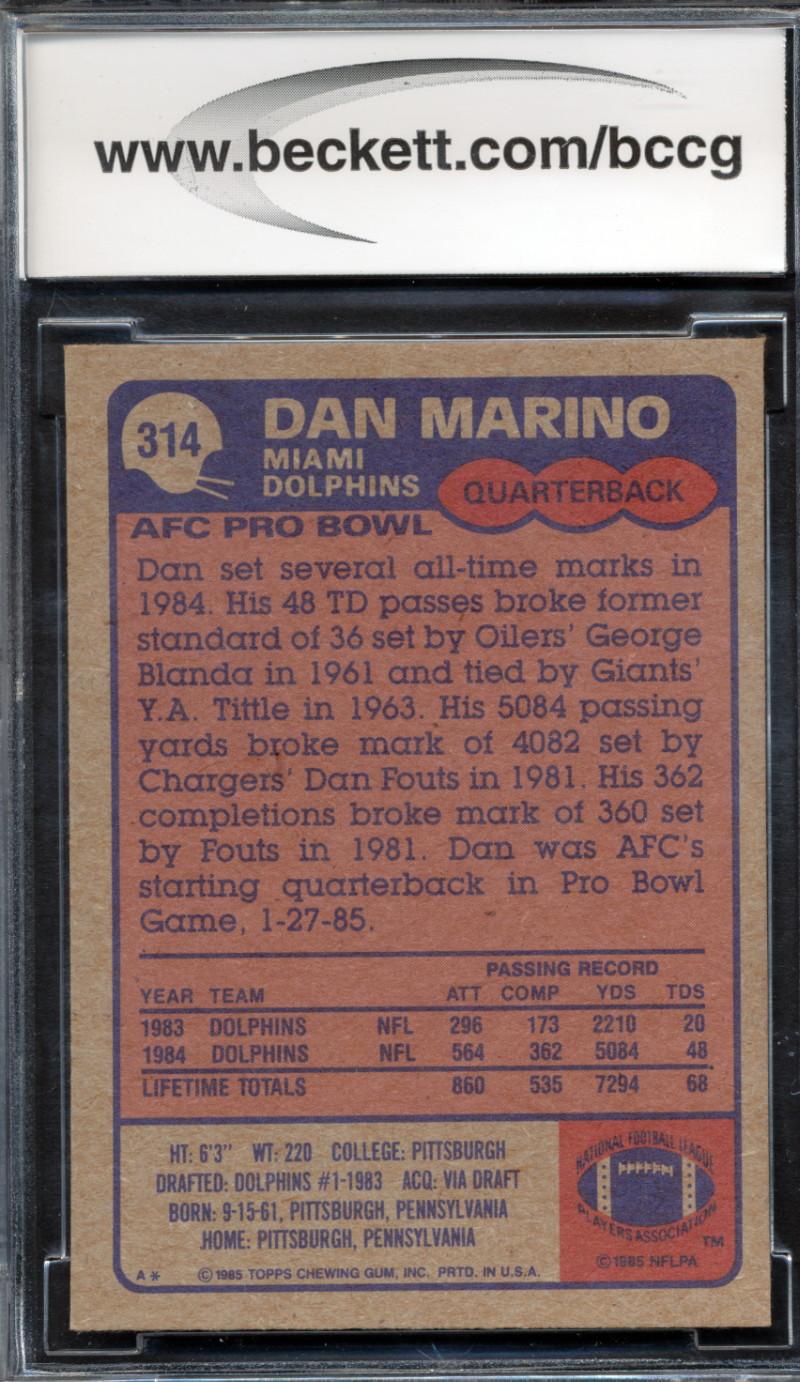 www.beckett.com/bccg
314
DAN MARINO
MIAMI
DOLPHINS
QUARTERBACK
AFC PRO BOWL
Dan set several all-time marks in
1984. His 48 TD passes broke former
standard of 36 set by Oilers' George
Blanda in 1961 and tied by Giants'
Y.A. Tittle in 1963. His 5084 passing
yards broke mark of 4082 set by
Chargers' Dan Fouts in 1981. His 362
completions broke mark of 360 set
by Fouts in 1981. Dan was AFC's
starting quarterback in Pro Bowl
Game, 1-27-85.
PASSING RECORD
YEAR TEAM ATT COMP YDS TDS
1983 DOLPHINS NFL 296 173 2210 20
1984 DOLPHINS NFL 564 362 5084 48
LIFETIME TOTALS 860 535 7294 68
HT: 6'3" WT: 220 COLLEGE: PITTSBURGH
DRAFTED: DOLPHINS #1-1983 ACQ: VIA DRAFT
BORN: 9-15-61, PITTSBURGH, PENNSYLVANIA
HOME: PITTSBURGH, PENNSYLVANIA
A* © 1985 TOPPS CHEWING GUM, INC. PRTD. IN U.S.A.
NATIONAL FOOTBALL LEAGUE
PLAYERS ASSOCIATION
TM
© 1985 NFLPA